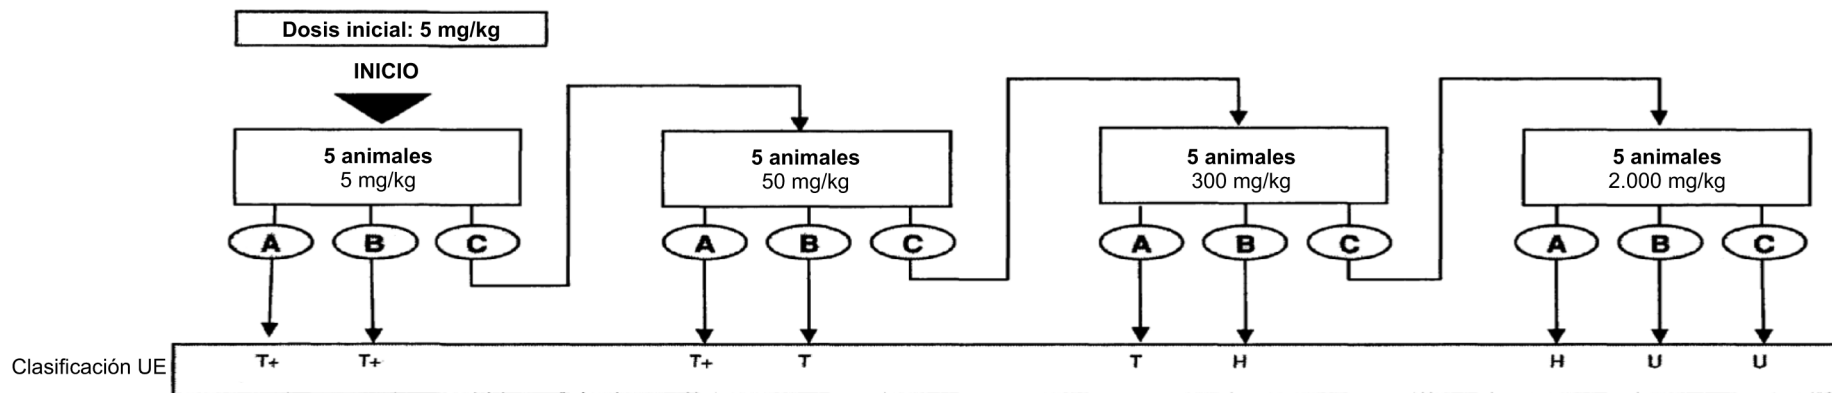 Dosis inicial: 5 mg/kg
INICIO
5 animales
5 mg/kg
5 animales
50 mg/kg
5 animales
300 mg/kg
5 animales
2.000 mg/kg
A B C A B C A B C A B C
Clasificación UE T+ T+ T+ T T H H U U